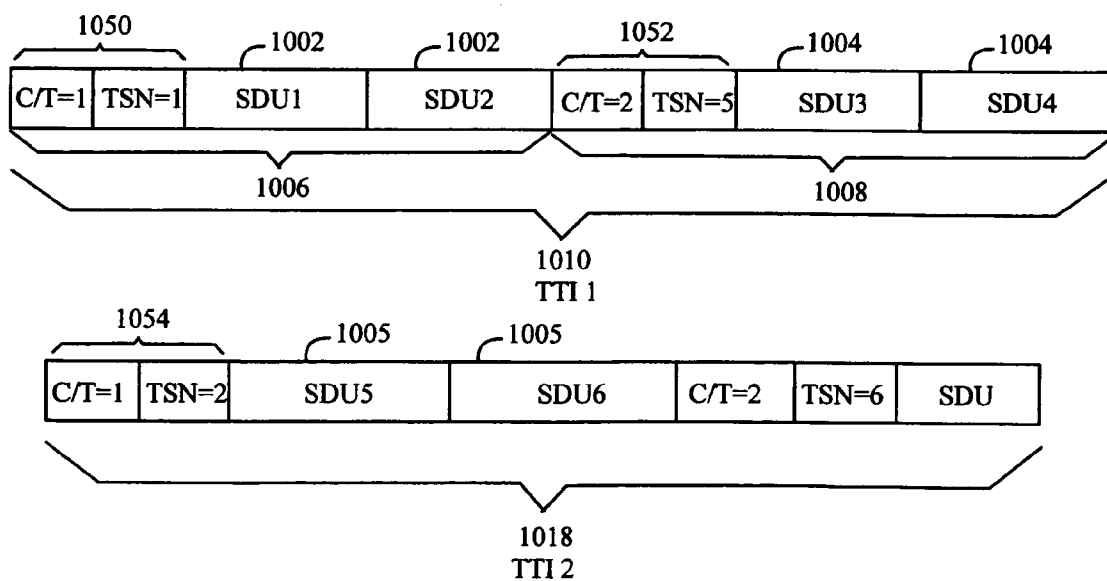 1050 1002 1002 1052 1004 1004
C/T=1 TSN=1 SDU1 SDU2 C/T=2 TSN=5 SDU3 SDU4
1006 1008
1010
TTI 1
1054 1005 1005
C/T=1 TSN=2 SDU5 SDU6 C/T=2 TSN=6 SDU
1018
TTI 2